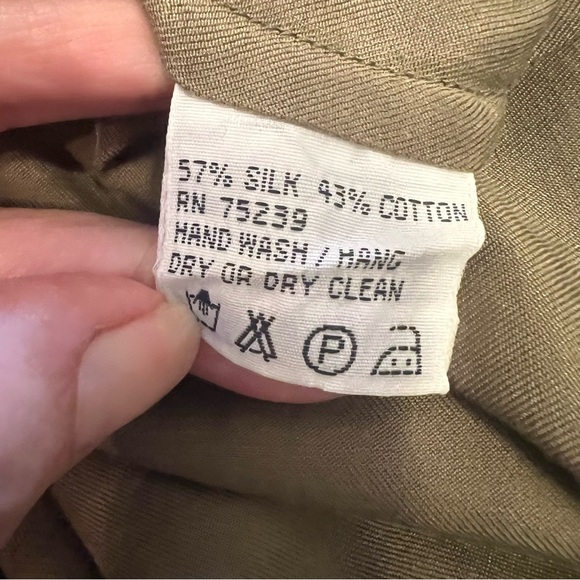 57% SILK 43% COTTON
RN 75239
HAND WASH / HANG
DRY OR DRY CLEAN
P